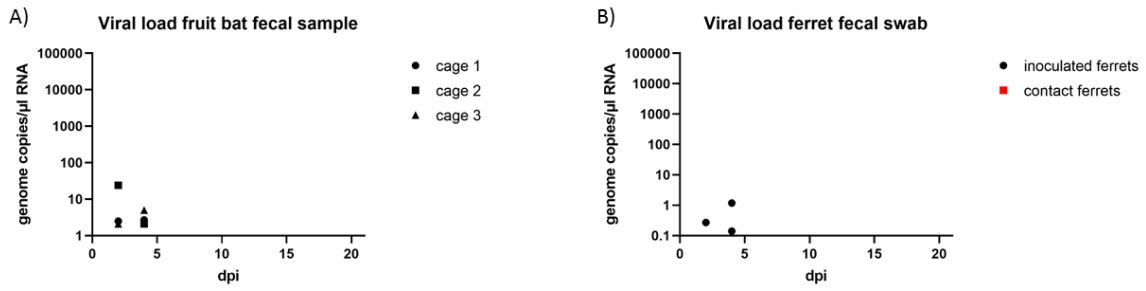 A)
Viral load fruit bat fecal sample
genome copies/µl RNA
100000
10000
1000
100
10
1
0 5 10 15 20
dpi
cage 1
cage 2
cage 3
B)
Viral load ferret fecal swab
genome copies/µl RNA
100000
10000
1000
100
10
1
0.1
0 5 10 15 20
dpi
inoculated ferrets
contact ferrets